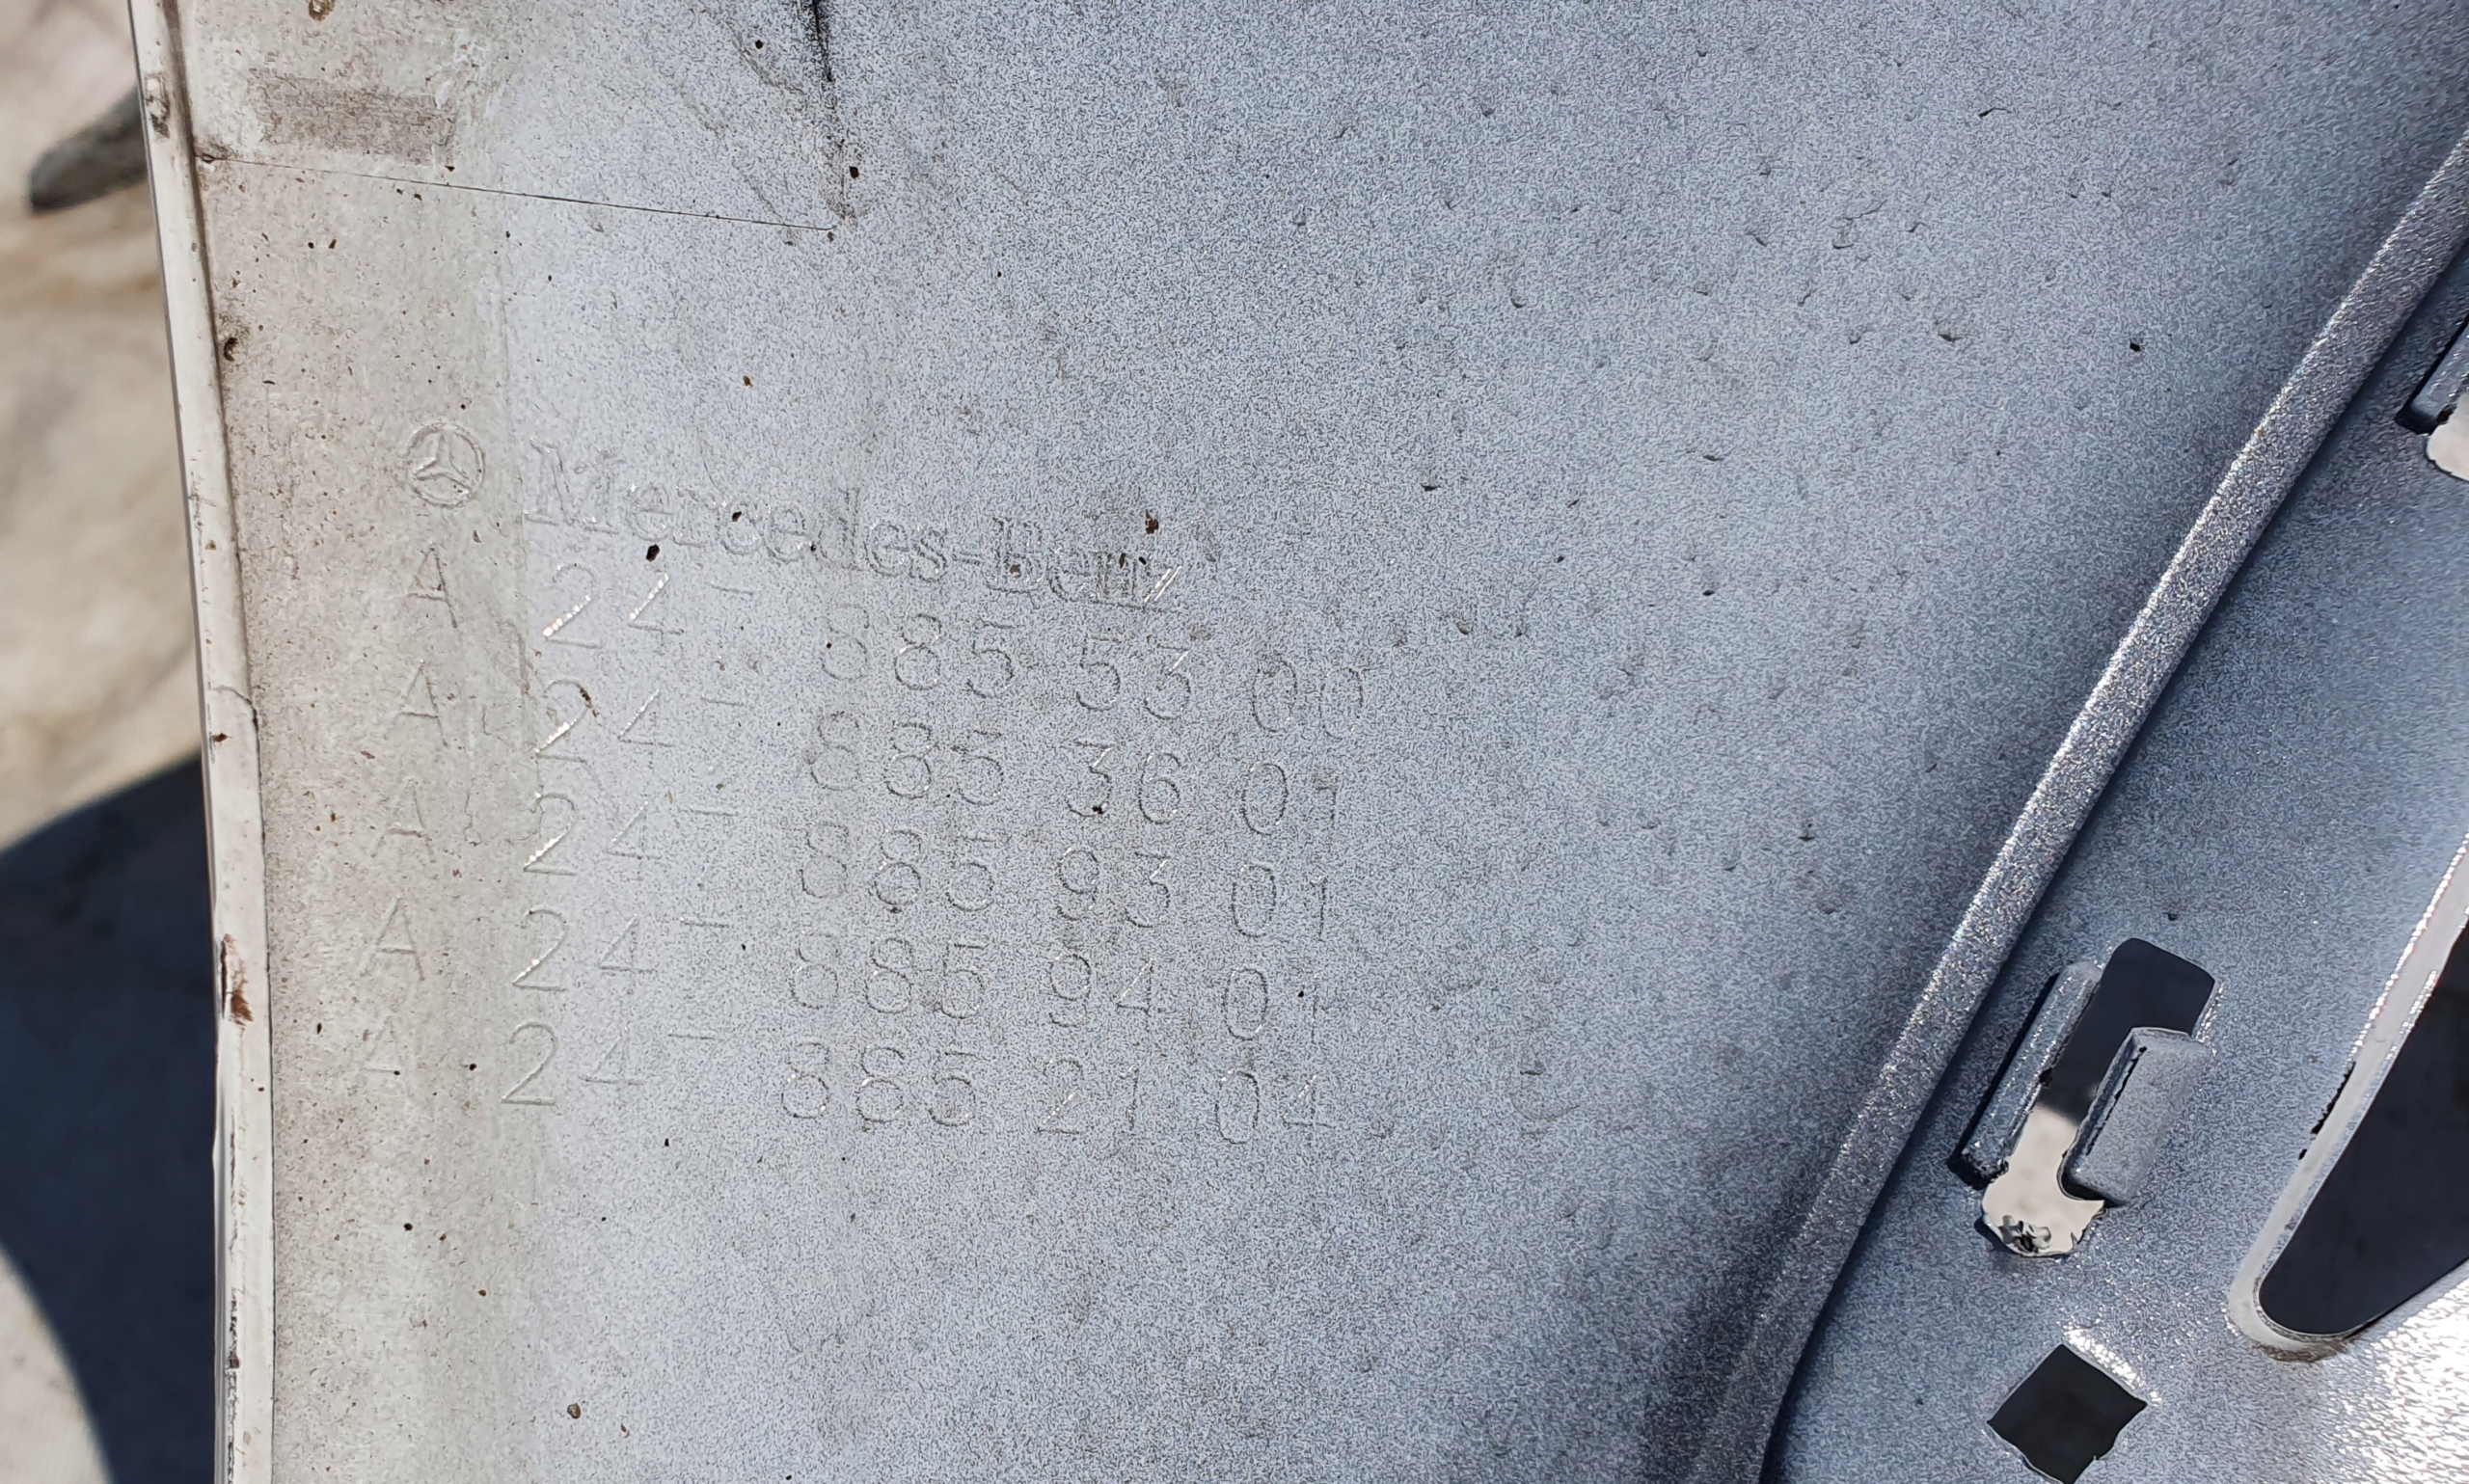 Mercedes-Benz
A 247 885 53 00
A 247 885 36 01
A 247 885 93 01
A 247 885 94 01
A 247 885 21 04